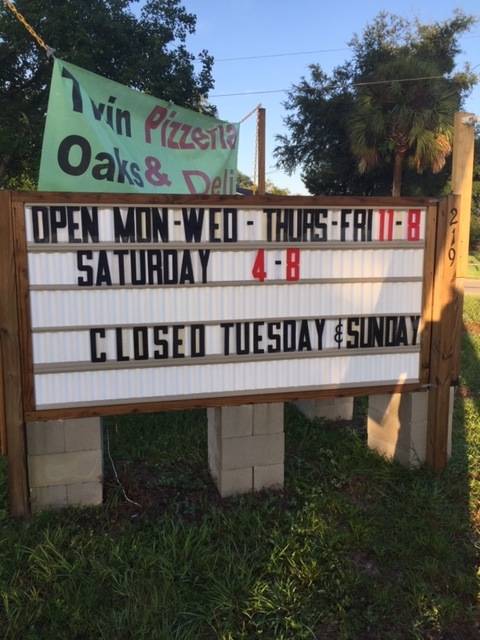 Twin Pizzeria
Oaks & Deli
OPEN MON-WED-THURS-FRI 11-8
SATURDAY 4-8
CLOSED TUESDAY & SUNDAY
219